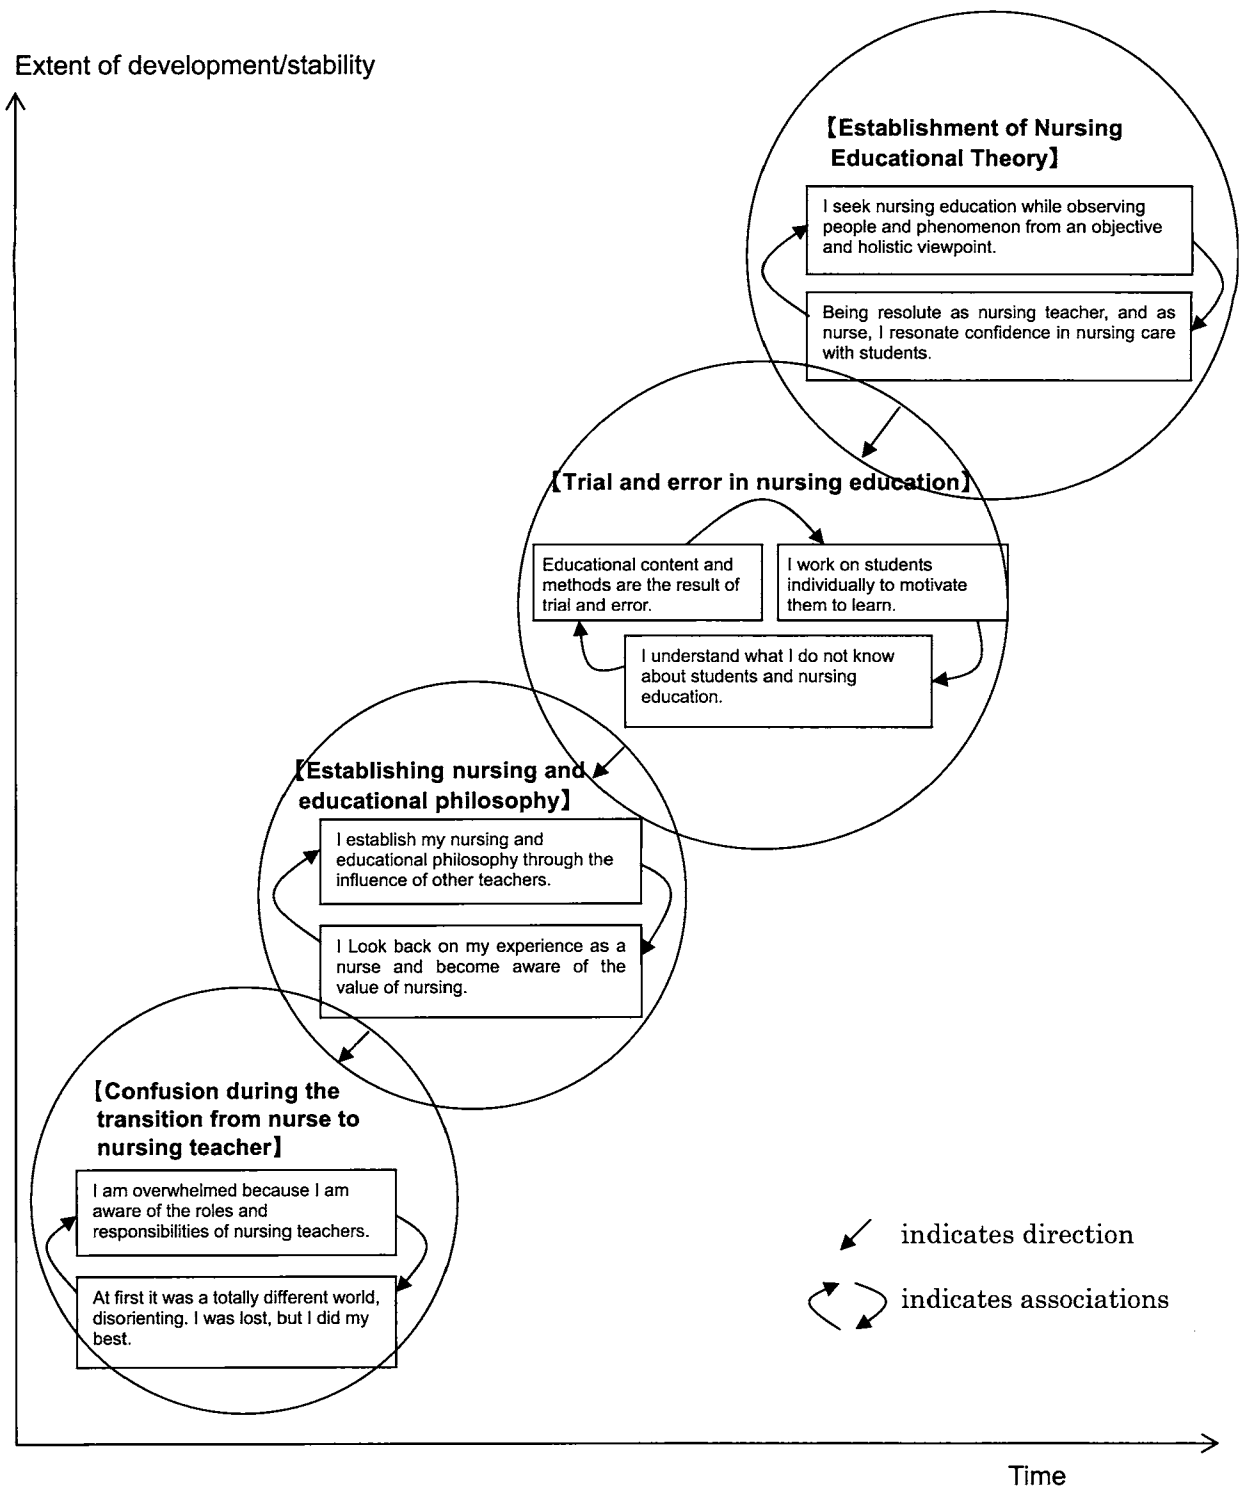 Extent of development/stability
【Establishment of Nursing
Educational Theory】
I seek nursing education while observing
people and phenomenon from an objective
and holistic viewpoint.
Being resolute as nursing teacher, and as
nurse, I resonate confidence in nursing care
with students.
【Trial and error in nursing education】
Educational content and
methods are the result of
trial and error.
I work on students
individually to motivate
them to learn.
I understand what I do not know
about students and nursing
education.
【Establishing nursing and
educational philosophy】
I establish my nursing and
educational philosophy through the
influence of other teachers.
I Look back on my experience as a
nurse and become aware of the
value of nursing.
【Confusion during the
transition from nurse to
nursing teacher】
I am overwhelmed because I am
aware of the roles and
responsibilities of nursing teachers.
At first it was a totally different world,
disorienting. I was lost, but I did my
best.
indicates direction
indicates associations
Time